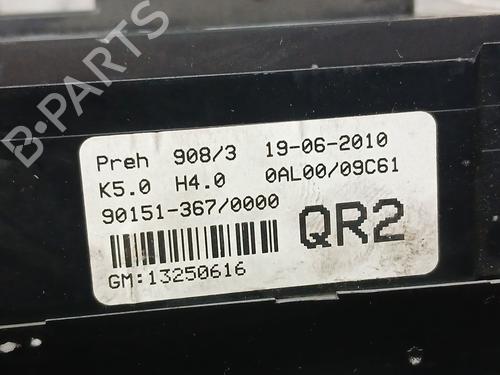 B-PARTS
Preh 908/3 19-06-2010
K5.0 H4.0 0AL00/09C61
90151-367/0000
QR2
GM:13250616